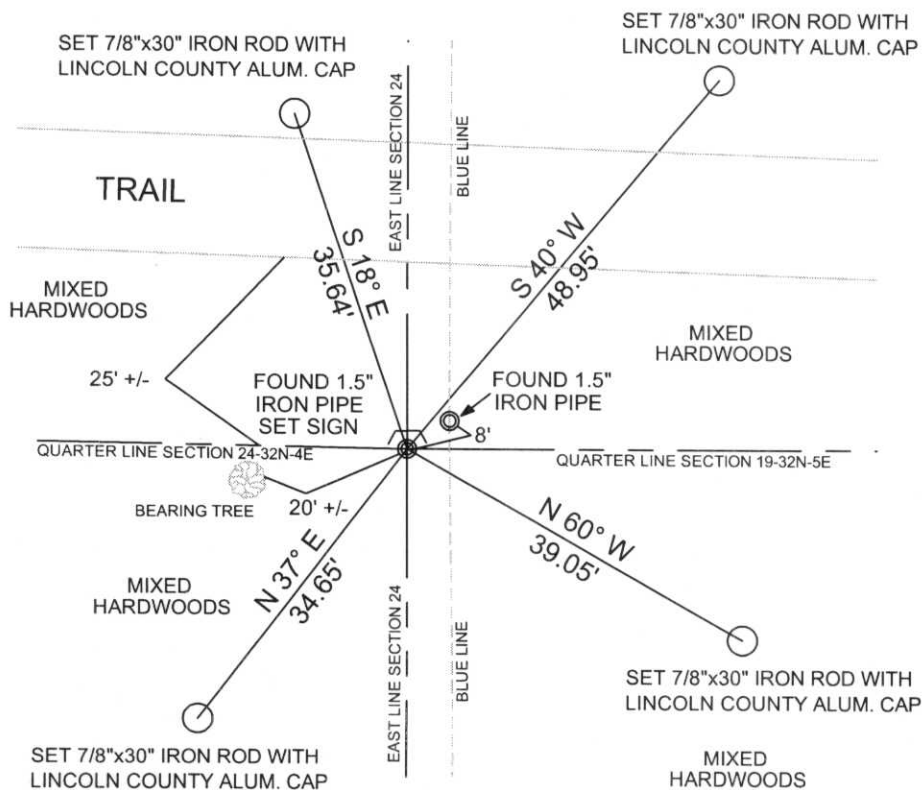 SET 7/8"x30" IRON ROD WITH
LINCOLN COUNTY ALUM. CAP
SET 7/8"x30" IRON ROD WITH
LINCOLN COUNTY ALUM. CAP
EAST LINE SECTION 24
BLUE LINE
TRAIL
S 18° E
35.64'
S 40° W
48.95'
MIXED
HARDWOODS
MIXED
HARDWOODS
25' +/-
FOUND 1.5"
IRON PIPE
SET SIGN
FOUND 1.5"
IRON PIPE
8'
QUARTER LINE SECTION 24-32N-4E
QUARTER LINE SECTION 19-32N-5E
BEARING TREE
20' +/-
N 37° E
34.65'
N 60° W
39.05'
MIXED
HARDWOODS
EAST LINE SECTION 24
BLUE LINE
SET 7/8"x30" IRON ROD WITH
LINCOLN COUNTY ALUM. CAP
SET 7/8"x30" IRON ROD WITH
LINCOLN COUNTY ALUM. CAP
MIXED
HARDWOODS